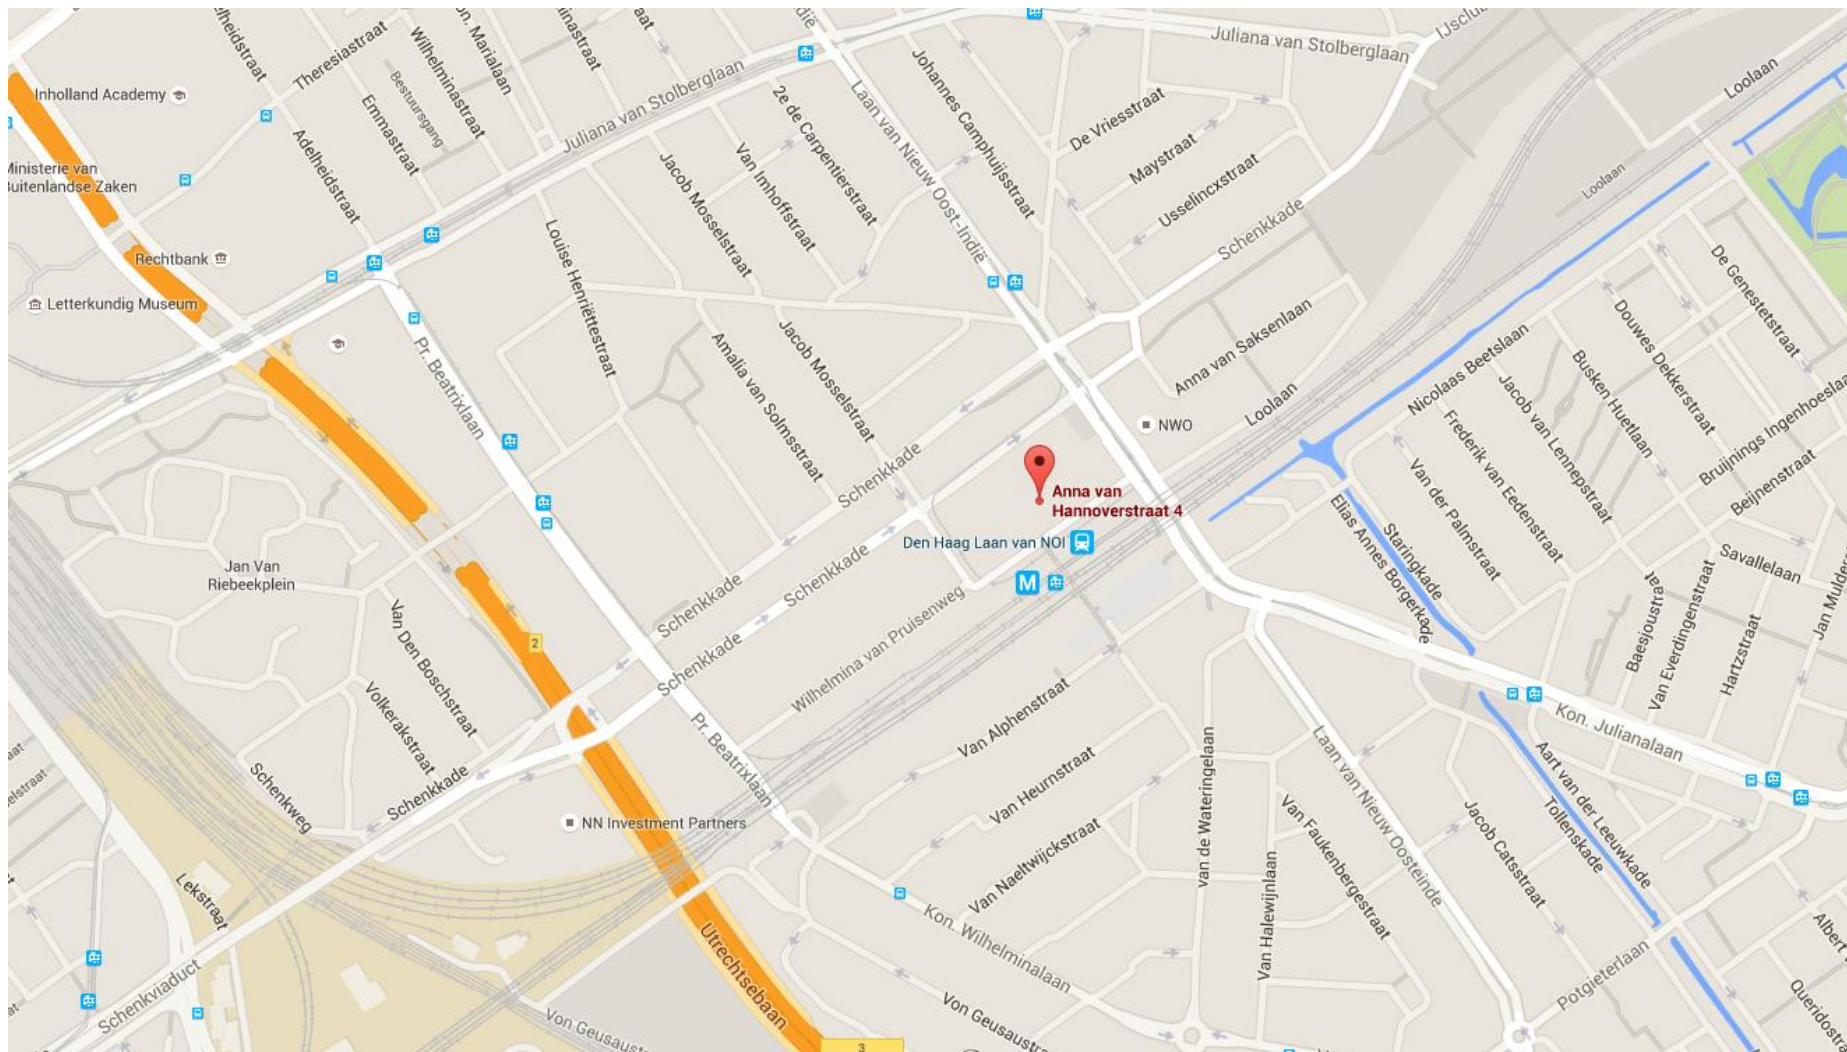 Juliana van Stolberglaan
Theresiastraat
Wilhelminastraat
Inholland Academy
Bestuursgang
Emmastraat
Adelheidstraat
Juliana van Stolberglaan
Laan van Nieuw Oost-Indië
Johannes Camphuijsstraat
2e de Carpentierstraat
De Vriesstraat
Maystraat
Usselincxstraat
Loolaan
Loolaan
Ministerie van
Buitenlandse Zaken
Jacob Mosselstraat
Van Imhoffstraat
Schenkkade
Rechtbank
Letterkundig Museum
Louise Henriëttestraat
Pr. Beatrixlaan
Amalia van Solmsstraat
Jacob Mosselstraat
Anna van Saksenlaan
Loolaan
NWO
Nicolaas Beetslaan
De Genestetstraat
Douwes Dekkerstraat
Busken Huetlaan
Jacob van Lennepstraat
Frederik van Eedenstraat
Van der Palmstraat
Bruijnings Ingenhoeslaa
Beijnenstraat
Schenkkade
Anna van
Hannoverstraat 4
Den Haag Laan van NOI
M
Elias Annes Borgerkade
Staringkade
Savallelaan
Jan Van
Riebeekplein
Schenkkade
Schenkkade
Schenkkade
Wilhelmina van Pruisenweg
2
Van Den Boschstraat
Volkerakstraat
Baesjoustraat
Van Everdingenstraat
Hartzstraat
Jan Mulder
Kon. Julianalaan
Van Alphenstraat
Pr. Beatrixlaan
Schenkkade
Schenkweg
NN Investment Partners
Van Heurnstraat
Van Naeltwijckstraat
van de Wateringelaan
Van Halewijnlaan
Van Faukenbergestraat
Laan van Nieuw Oosteinde
Jacob Catsstraat
Aart van der Leeuwkade
Tollenskade
Lekstraat
Utrechtsebaan
Kon. Wilhelminalaan
Schenkviaduct
Potgieterlaan
Albert
Queridostra
3